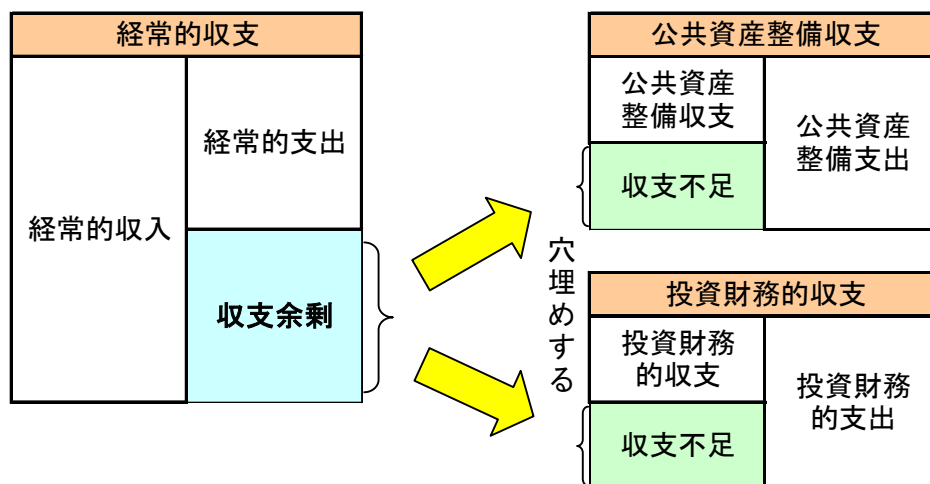 経常的収支
経常的収入
経常的支出
収支余剰
穴埋めする
公共資産整備収支
公共資産
整備収支
収支不足
公共資産
整備支出
投資財務的収支
投資財務
的収支
収支不足
投資財務
的支出